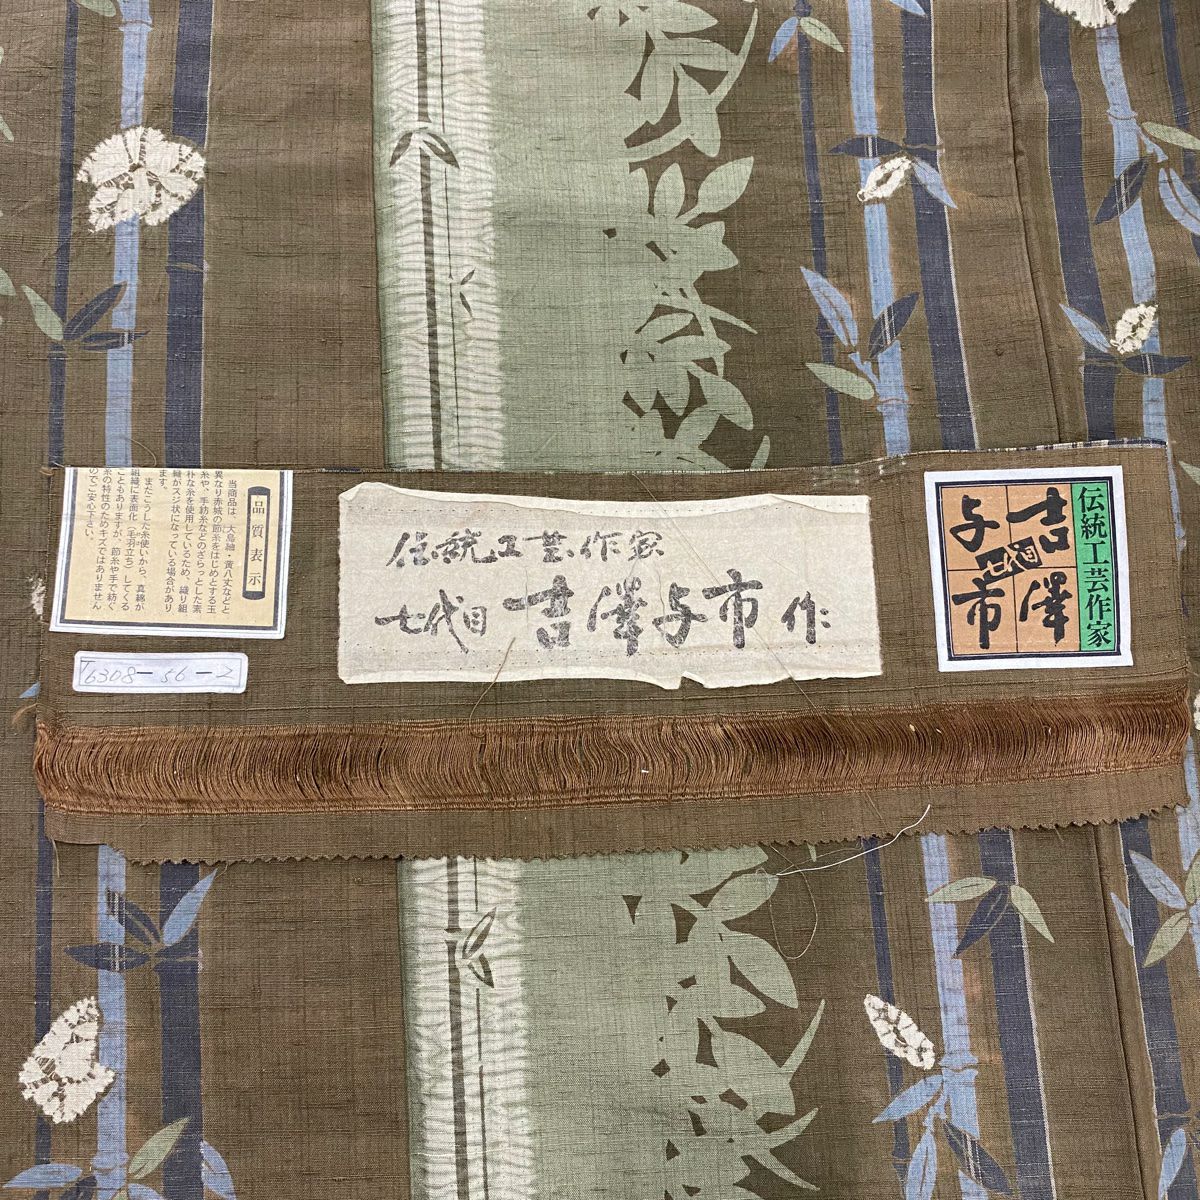 品質表示
当商品は、大島紬・黄八丈などと
異なり赤城の節糸をはじめとする玉
糸や、手紡糸などのざらっとした素
朴な糸を使用しているため、織り組
織がスジ状になっている場合があり
ます。
まだこうした糸使いから、真綿が
組織に表面化(毛羽立ち)してくる
こともありますが、節糸や手で紡ぐ
糸の特性のためキズではありません
のでご安心下さい。
6308-56-2
伝統工芸作家
七代目 吉澤与市 作
伝統工芸作家
吉澤
七代目
与市